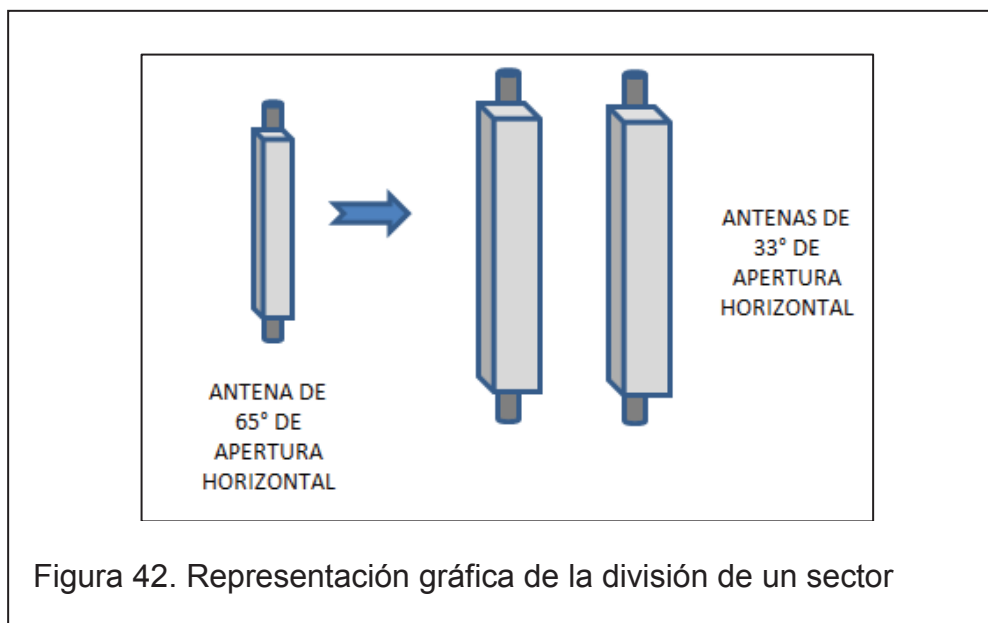 ANTENA DE
65° DE
APERTURA
HORIZONTAL
ANTENAS DE
33° DE
APERTURA
HORIZONTAL
Figura 42. Representación gráfica de la división de un sector